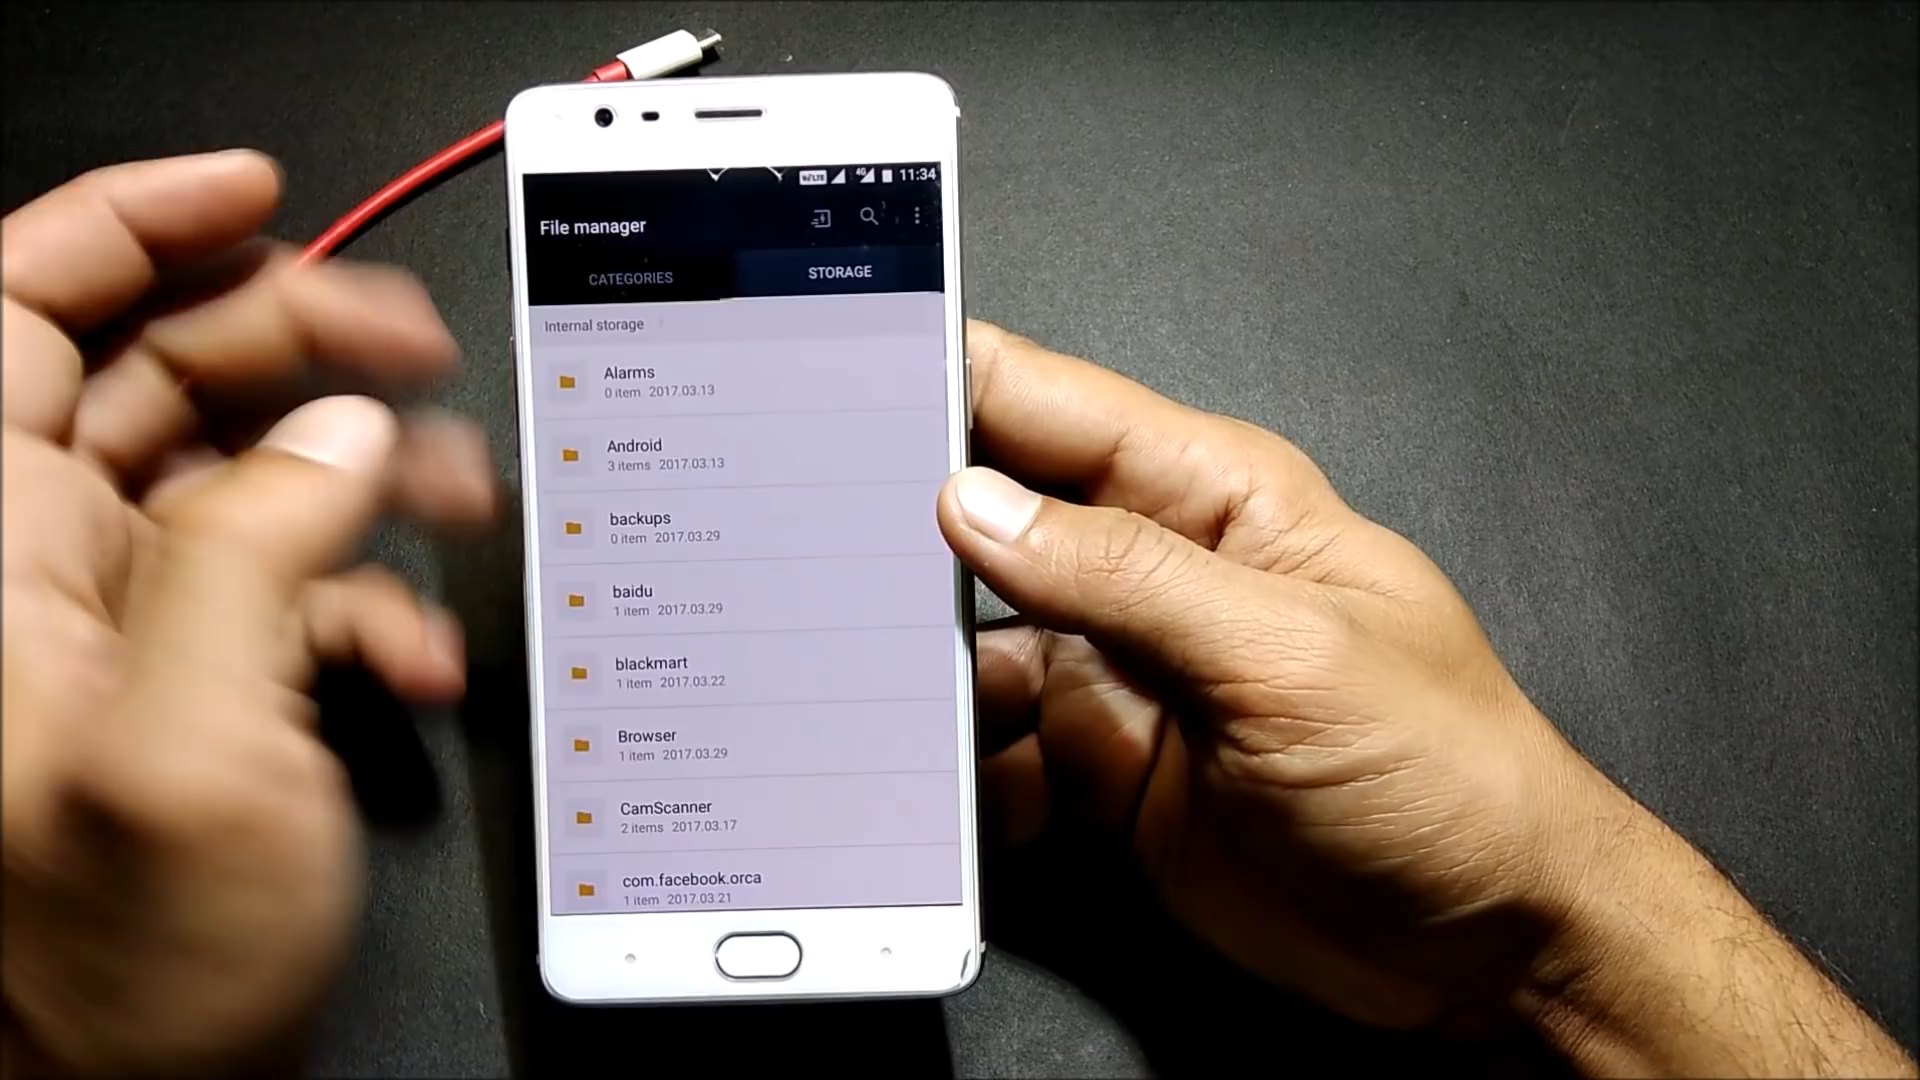 VoLTE 4G 11:34
File manager
CATEGORIES STORAGE
Internal storage
Alarms
0 item 2017.03.13
Android
3 items 2017.03.13
backups
0 item 2017.03.29
baidu
1 item 2017.03.29
blackmart
1 item 2017.03.22
Browser
1 item 2017.03.29
CamScanner
2 items 2017.03.17
com.facebook.orca
1 item 2017.03.21